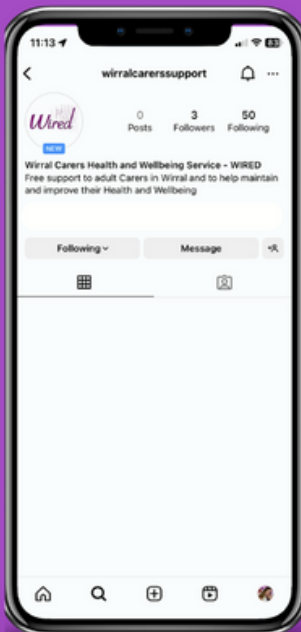 11:13
83
wirralcarerssupport
Wired
NEW
0 3 50
Posts Followers Following
Wirral Carers Health and Wellbeing Service - WIRED
Free support to adult Carers in Wirral and to help maintain
and improve their Health and Wellbeing
Following Message